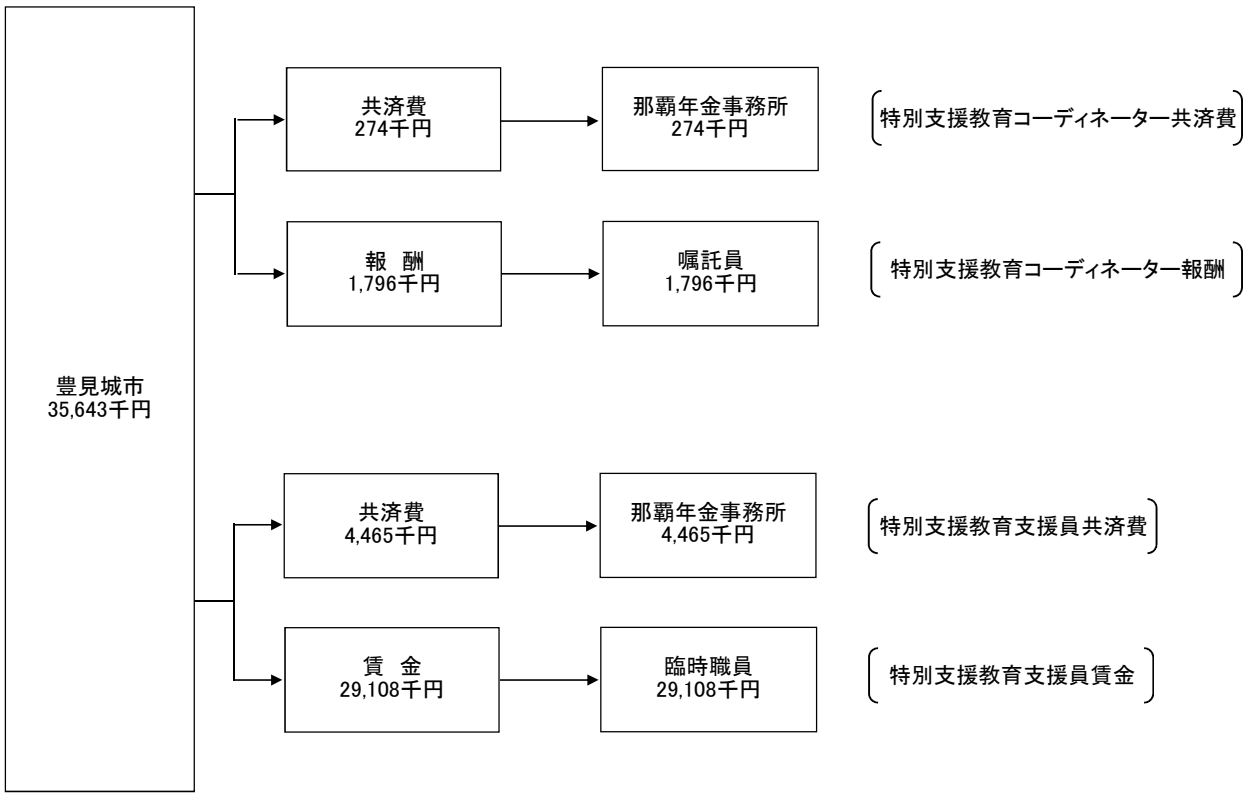 豊見城市
35,643千円
共済費
274千円
那覇年金事務所
274千円
特別支援教育コーディネーター共済費
報　酬
1,796千円
嘱託員
1,796千円
特別支援教育コーディネーター報酬
共済費
4,465千円
那覇年金事務所
4,465千円
特別支援教育支援員共済費
賃　金
29,108千円
臨時職員
29,108千円
特別支援教育支援員賃金